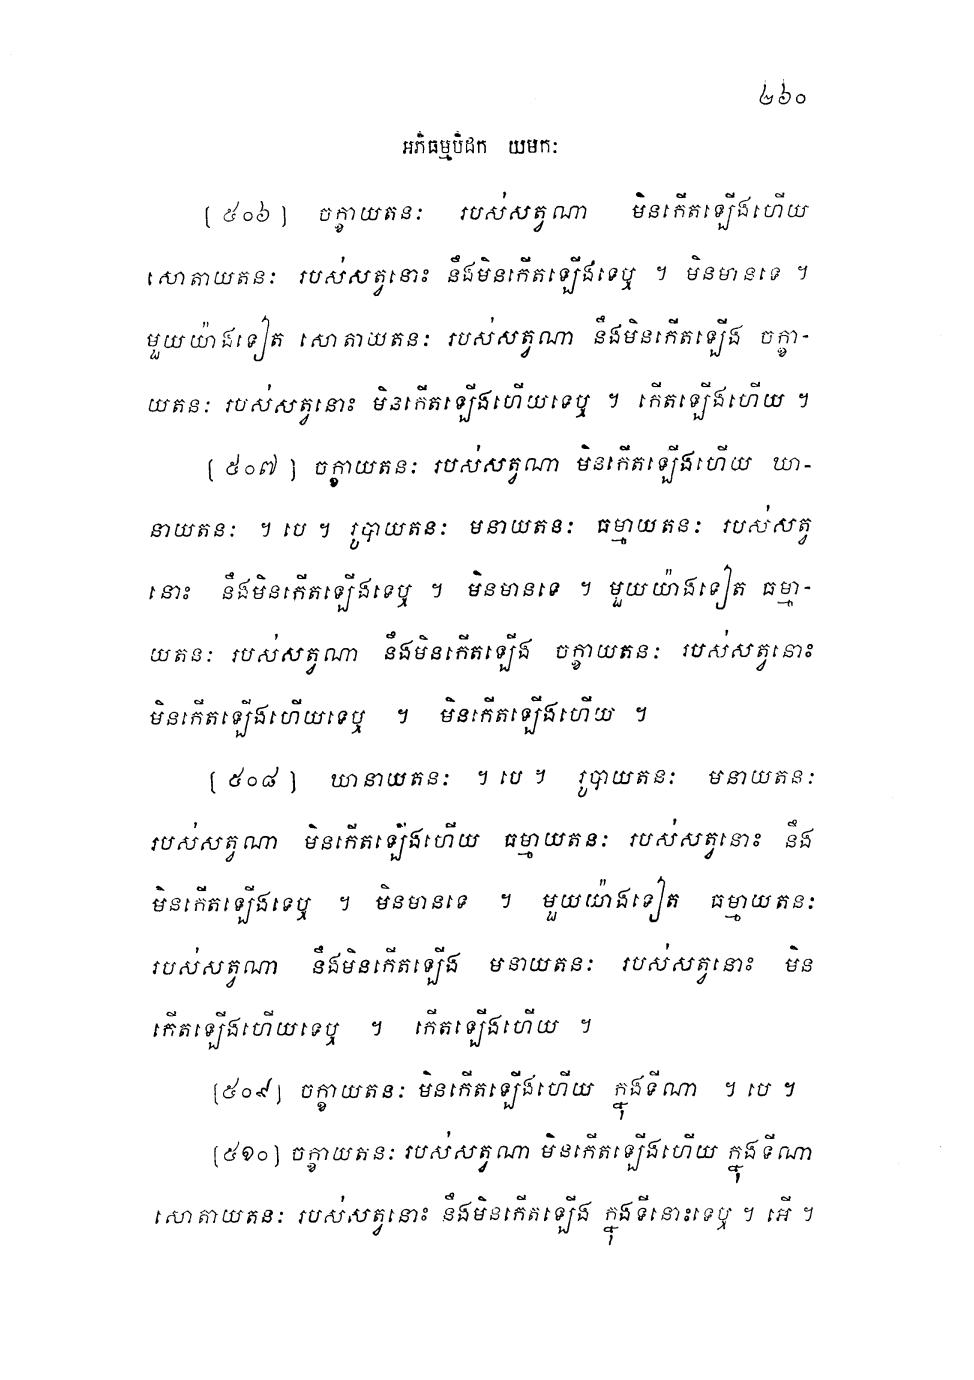 ២៦០
អភិធម្មបិដក យមកៈ
[៥០៦] ចក្ខាយតនៈ របស់សត្វណា មិនកើតឡើងហើយ
សោតាយតនៈ របស់សត្វនោះ នឹងមិនកើតឡើងទេឬ ។ មិនមានទេ ។
មួយយ៉ាងទៀត សោតាយតនៈ របស់សត្វណា នឹងមិនកើតឡើង ចក្ខា-
យតនៈ របស់សត្វនោះ មិនកើតឡើងហើយទេឬ ។ កើតឡើងហើយ ។
[៥០៧] ចក្ខាយតនៈ របស់សត្វណា មិនកើតឡើងហើយ ឃា-
នាយតនៈ ។ បេ ។ រូបាយតនៈ មនាយតនៈ ធម្មាយតនៈ របស់សត្វ
នោះ នឹងមិនកើតឡើងទេឬ ។ មិនមានទេ ។ មួយយ៉ាងទៀត ធម្មា-
យតនៈ របស់សត្វណា នឹងមិនកើតឡើង ចក្ខាយតនៈ របស់សត្វនោះ
មិនកើតឡើងហើយទេឬ ។ មិនកើតឡើងហើយ ។
[៥០៨] ឃានាយតនៈ ។ បេ ។ រូបាយតនៈ មនាយតនៈ
របស់សត្វណា មិនកើតឡើងហើយ ធម្មាយតនៈ របស់សត្វនោះ នឹង
មិនកើតឡើងទេឬ ។ មិនមានទេ ។ មួយយ៉ាងទៀត ធម្មាយតនៈ
របស់សត្វណា នឹងមិនកើតឡើង មនាយតនៈ របស់សត្វនោះ មិន
កើតឡើងហើយទេឬ ។ កើតឡើងហើយ ។
[៥០៩] ចក្ខាយតនៈ មិនកើតឡើងហើយ ក្នុងទីណា ។ បេ ។
[៥១០] ចក្ខាយតនៈ របស់សត្វណា មិនកើតឡើងហើយ ក្នុងទីណា
សោតាយតនៈ របស់សត្វនោះ នឹងមិនកើតឡើង ក្នុងទីនោះទេឬ ។ អើ ។